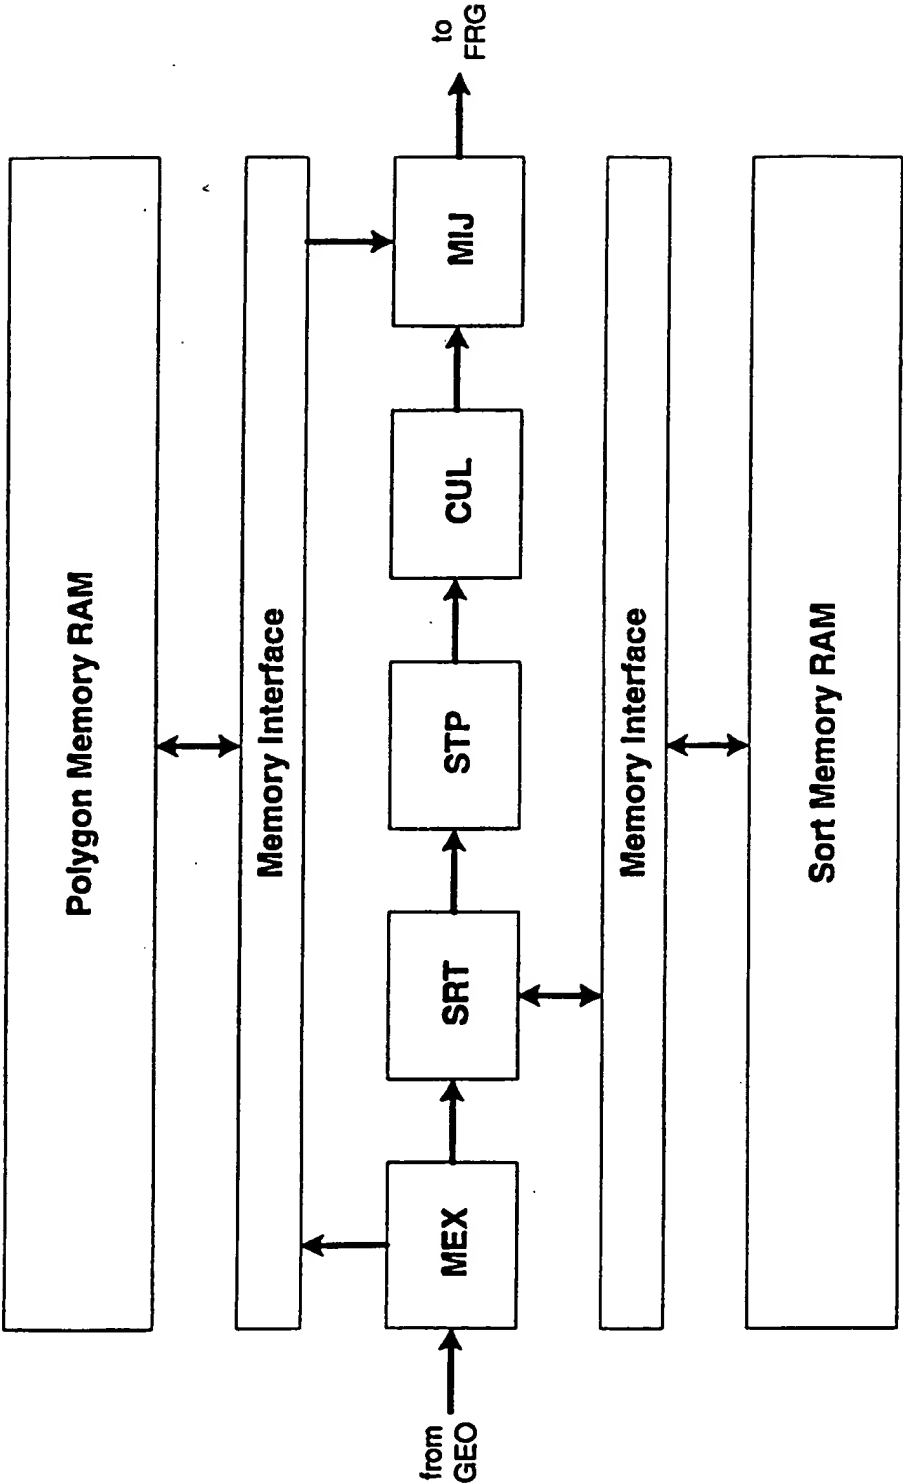 Polygon Memory RAM
Memory Interface
from
GEO
MEX
SRT
STP
CUL
MIJ
to
FRG
Memory Interface
Sort Memory RAM